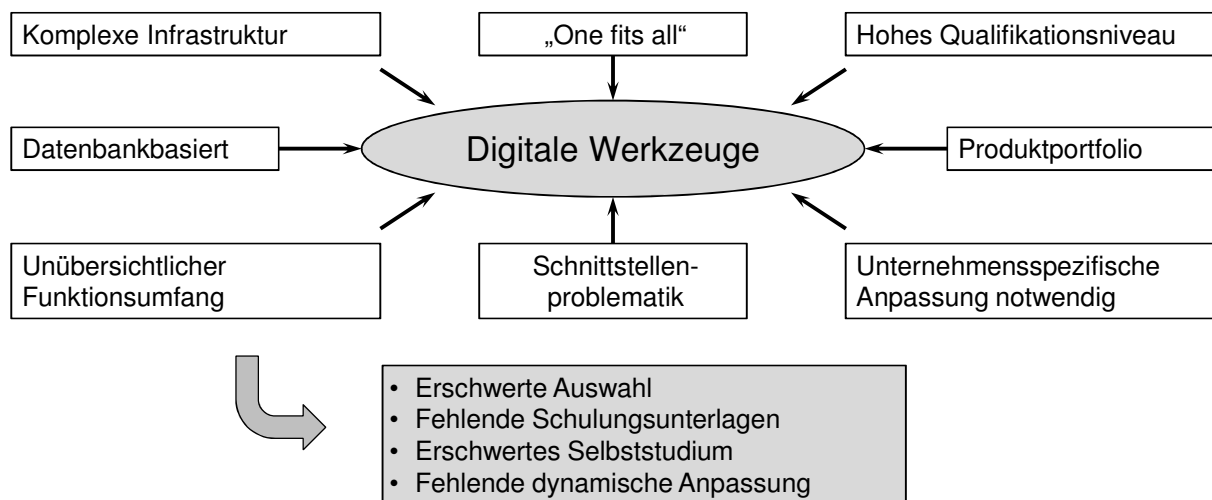 Komplexe Infrastruktur
„One fits all“
Hohes Qualifikationsniveau
Datenbankbasiert
Digitale Werkzeuge
Produktportfolio
Unübersichtlicher
Funktionsumfang
Schnittstellen-
problematik
Unternehmensspezifische
Anpassung notwendig
• Erschwerte Auswahl
• Fehlende Schulungsunterlagen
• Erschwertes Selbststudium
• Fehlende dynamische Anpassung